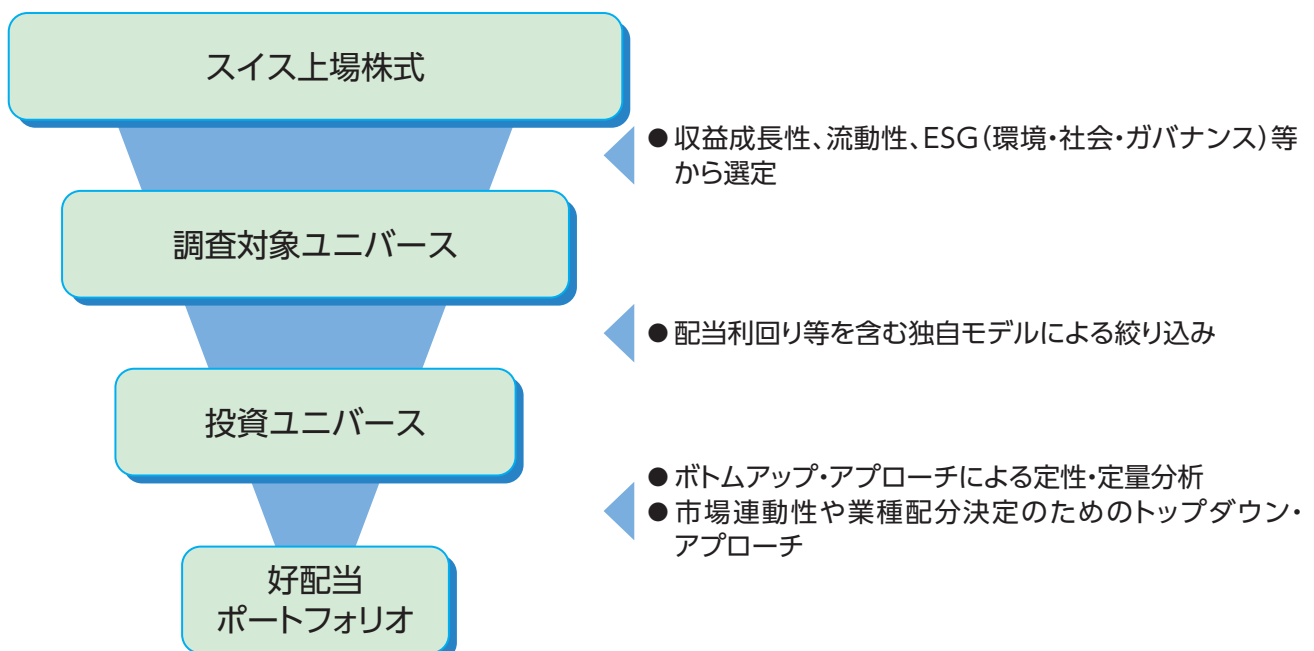 スイス上場株式
● 収益成長性、流動性、ESG(環境・社会・ガバナンス)等
から選定
調査対象ユニバース
● 配当利回り等を含む独自モデルによる絞り込み
投資ユニバース
● ボトムアップ・アプローチによる定性・定量分析
● 市場連動性や業種配分決定のためのトップダウン・
アプローチ
好配当
ポートフォリオ